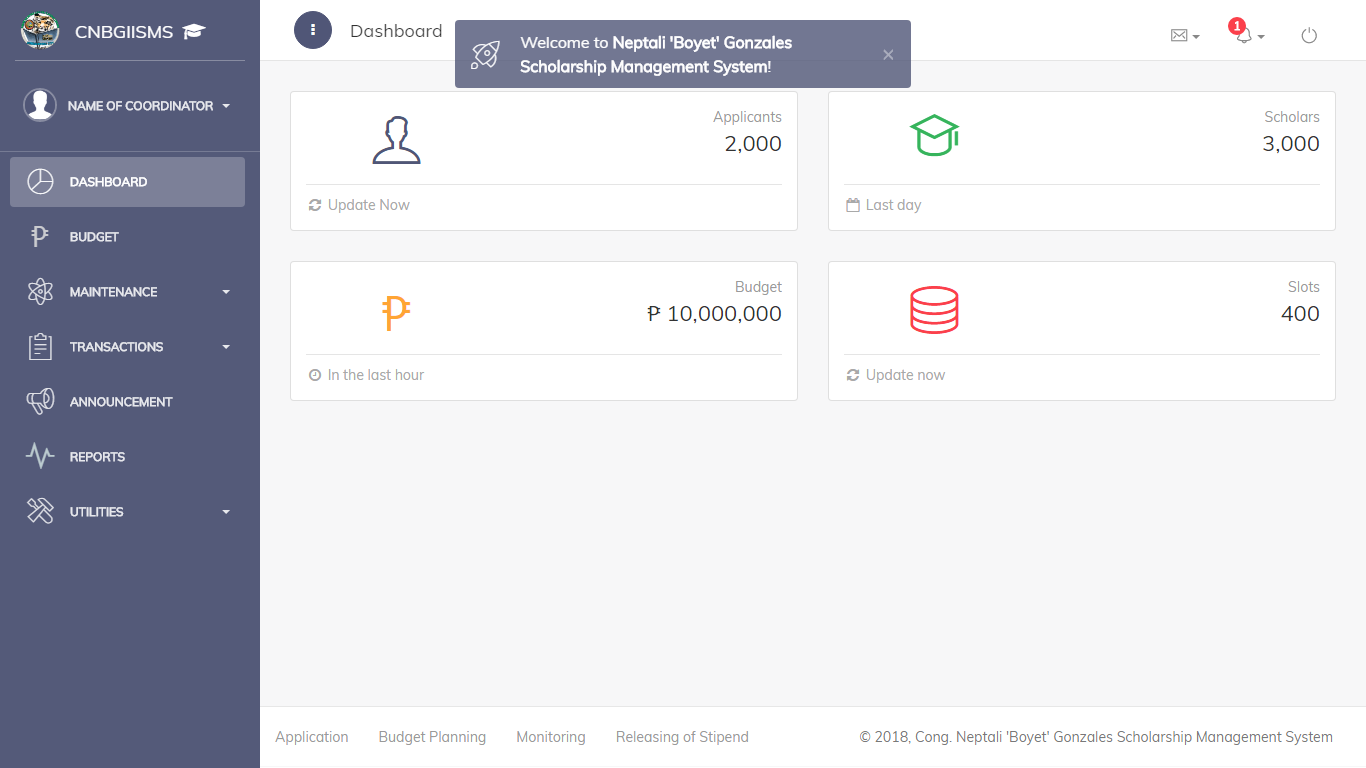 CNBGIISMS
NAME OF COORDINATOR
DASHBOARD
BUDGET
MAINTENANCE
TRANSACTIONS
ANNOUNCEMENT
REPORTS
UTILITIES
Dashboard
Welcome to Neptali 'Boyet' Gonzales
Scholarship Management System!
×
1
Applicants
2,000
Update Now
Scholars
3,000
Last day
Budget
₱ 10,000,000
In the last hour
Slots
400
Update now
Application Budget Planning Monitoring Releasing of Stipend
© 2018, Cong. Neptali 'Boyet' Gonzales Scholarship Management System